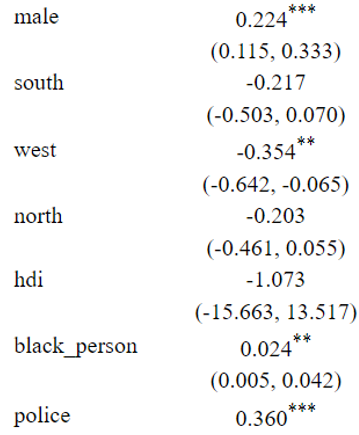 male 0.224***
(0.115, 0.333)
south -0.217
(-0.503, 0.070)
west -0.354**
(-0.642, -0.065)
north -0.203
(-0.461, 0.055)
hdi -1.073
(-15.663, 13.517)
black_person 0.024**
(0.005, 0.042)
police 0.360***